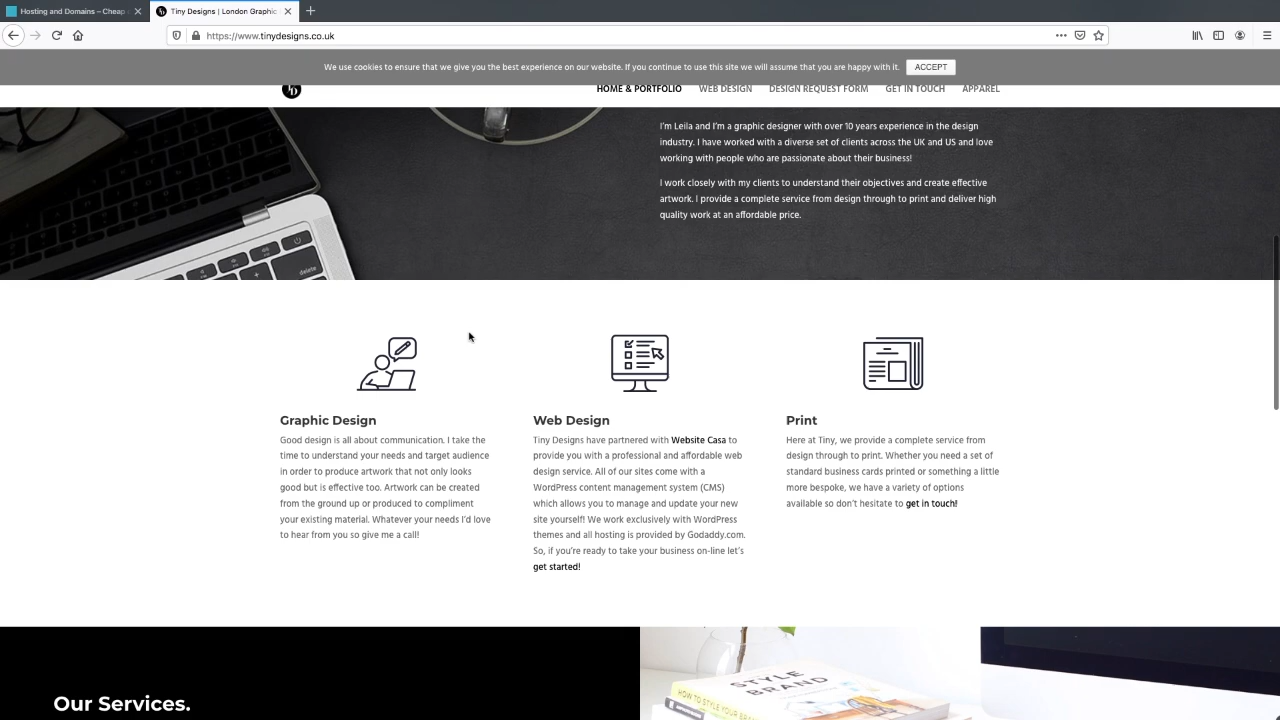 Hosting and Domains – Cheap
Tiny Designs | London Graphic
https://www.tinydesigns.co.uk
We use cookies to ensure that we give you the best experience on our website. If you continue to use this site we will assume that you are happy with it. ACCEPT
HOME & PORTFOLIO WEB DESIGN DESIGN REQUEST FORM GET IN TOUCH APPAREL
I'm Leila and I'm a graphic designer with over 10 years experience in the design
industry. I have worked with a diverse set of clients across the UK and US and love
working with people who are passionate about their business!
I work closely with my clients to understand their objectives and create effective
artwork. I provide a complete service from design through to print and deliver high
quality work at an affordable price.
delete
Graphic Design
Good design is all about communication. I take the
time to understand your needs and target audience
in order to produce artwork that not only looks
good but is effective too. Artwork can be created
from the ground up or produced to compliment
your existing material. Whatever your needs I'd love
to hear from you so give me a call!
Web Design
Tiny Designs have partnered with Website Casa to
provide you with a professional and affordable web
design service. All of our sites come with a
WordPress content management system (CMS)
which allows you to manage and update your new
site yourself! We work exclusively with WordPress
themes and all hosting is provided by Godaddy.com.
So, if you're ready to take your business on-line let's
get started!
Print
Here at Tiny, we provide a complete service from
design through to print. Whether you need a set of
standard business cards printed or something a little
more bespoke, we have a variety of options
available so don't hesitate to get in touch!
Our Services.
STYLE
BRAND
HOW TO STYLE YOUR